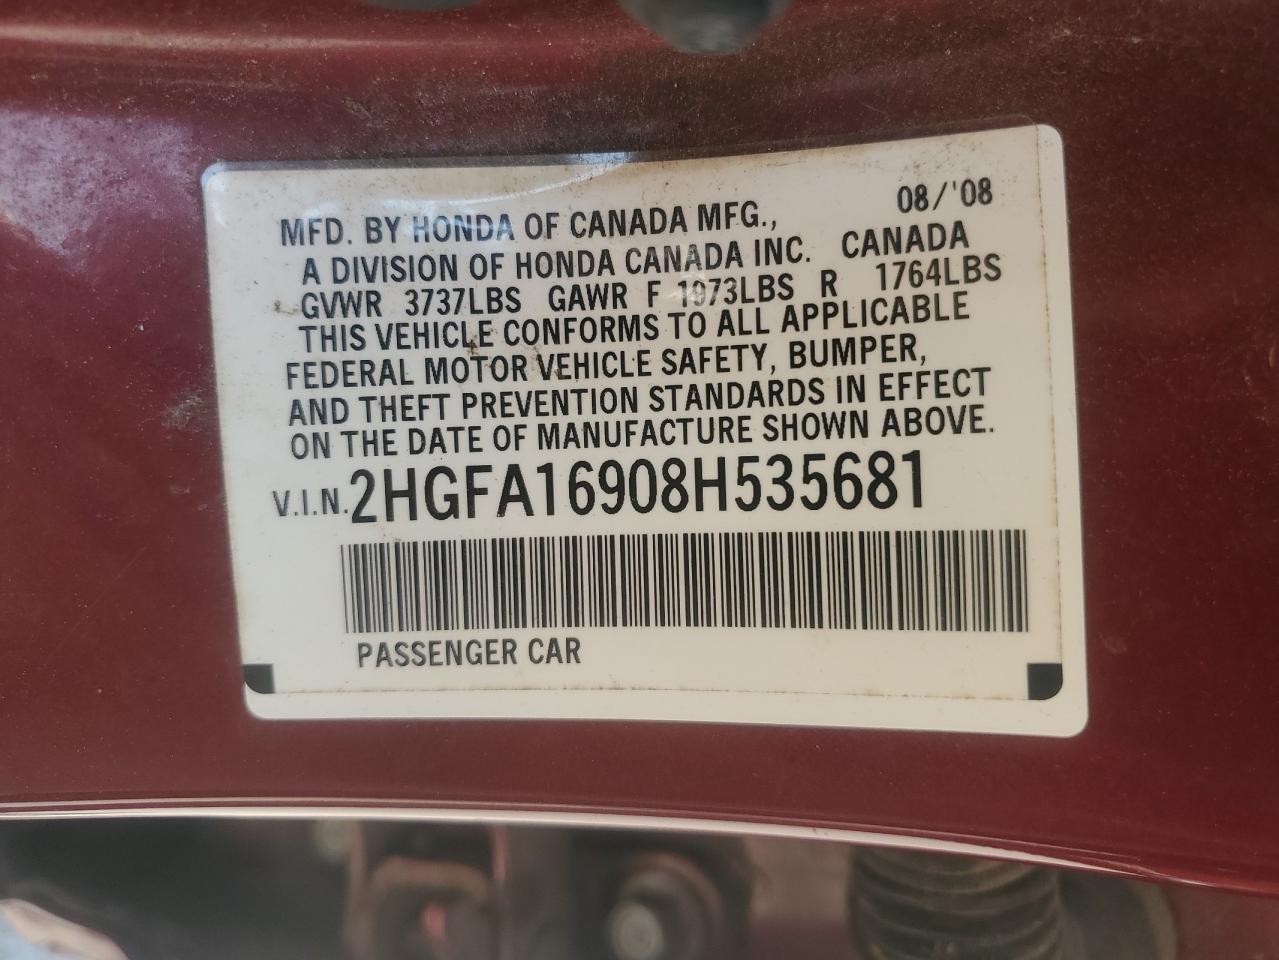 08/'08
MFD. BY HONDA OF CANADA MFG.,
A DIVISION OF HONDA CANADA INC. CANADA
GVWR 3737LBS GAWR F 1973LBS R 1764LBS
THIS VEHICLE CONFORMS TO ALL APPLICABLE
FEDERAL MOTOR VEHICLE SAFETY, BUMPER,
AND THEFT PREVENTION STANDARDS IN EFFECT
ON THE DATE OF MANUFACTURE SHOWN ABOVE.
V.I.N. 2HGFA16908H535681
PASSENGER CAR